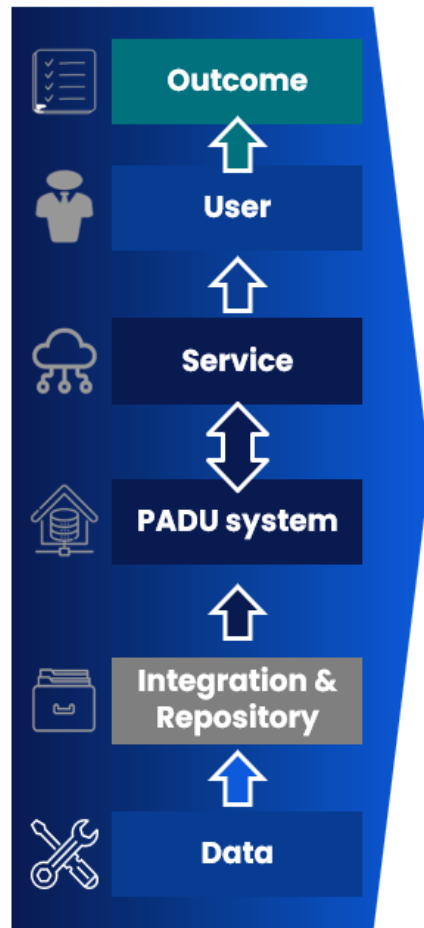 Outcome
User
Service
PADU system
Integration &
Repository
Data